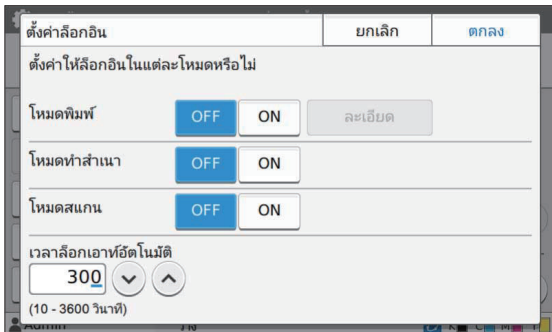 ตั้งค่าล็อกอิน ยกเลิก ตกลง
ตั้งค่าให้ล็อกอินในแต่ละโหมดหรือไม่
โหมดพิมพ์ OFF ON ละเอียด
โหมดทำสำเนา OFF ON
โหมดสแกน OFF ON
เวลาล็อกเอาท์อัตโนมัติ
300
(10 - 3600 วินาที)
Admin ว่าง K C M Y